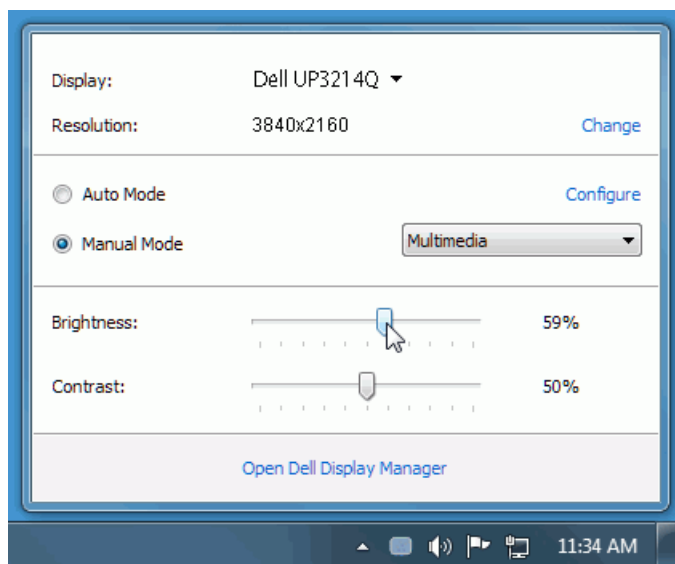 Display: Dell UP3214Q
Resolution: 3840x2160 Change
Auto Mode Configure
Manual Mode Multimedia
Brightness: 59%
Contrast: 50%
Open Dell Display Manager
11:34 AM